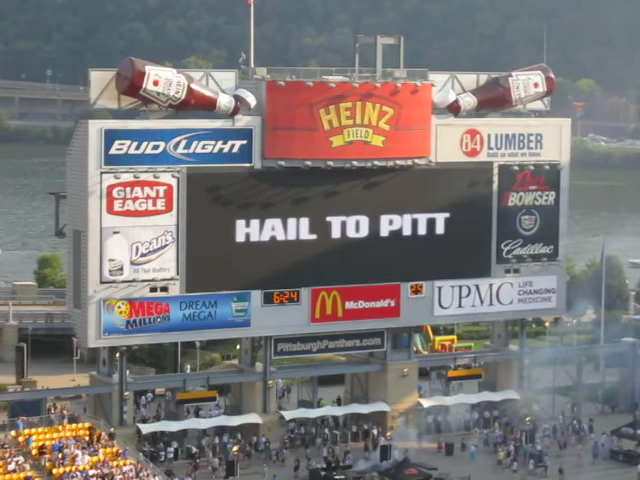 HEINZ
FIELD
BUD LIGHT
84 LUMBER
GIANT
EAGLE
HAIL TO PITT
BOWSER
Cadillac
Dean's
MEGA
MILLIONS
DREAM
MEGA!
6:24
McDonald's
25
UPMC
LIFE
CHANGING
MEDICINE
PittsburghPanthers.com